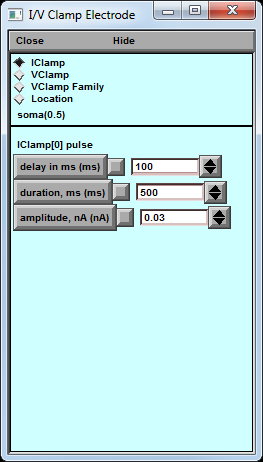 I/V Clamp Electrode
Close Hide
IClamp
VClamp
VClamp Family
Location
soma(0.5)
IClamp[0] pulse
delay in ms (ms) 100
duration, ms (ms) 500
amplitude, nA (nA) 0.03